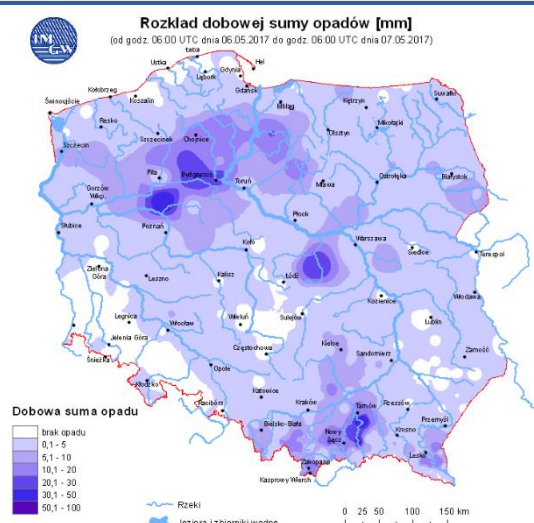 Rozkład dobowej sumy opadów [mm]
(od godz. 06:00 UTC dnia 06.05.2017 do godz. 06:00 UTC dnia 07.05.2017)
IM
GW
Łeba
Ustka
Hel
Gdynia
Lębork
Gdańsk
Kołobrzeg
Koszalin
Elbląg
Kętrzyn
Suwałki
Świnoujście
Resko
Szczecinek
Chojnice
Olsztyn
Mikołajki
Szczecin
Piła
Bydgoszcz
Toruń
Mława
Ostrołęka
Białystok
Gorzów
Wlkp.
Płock
Słubice
Poznań
Koło
Warszawa
Siedlce
Terespol
Zielona
Góra
Leszno
Kalisz
Łódź
Kozienice
Włodawa
Legnica
Wrocław
Wieluń
Sulejów
Lublin
Jelenia Góra
Śnieżka
Częstochowa
Kielce
Sandomierz
Zamość
Kłodzko
Opole
Katowice
Racibórz
Kraków
Tarnów
Rzeszów
Bielsko-Biała
Nowy
Sącz
Krosno
Przemyśl
Lesko
Zakopane
Kasprowy Wierch
Dobowa suma opadu
brak opadu
0,1 - 5
5,1 - 10
10,1 - 20
20,1 - 30
30,1 - 50
50,1 - 100
Rzeki
Jeziora i zbiorniki wodne
0 25 50 100 150 km